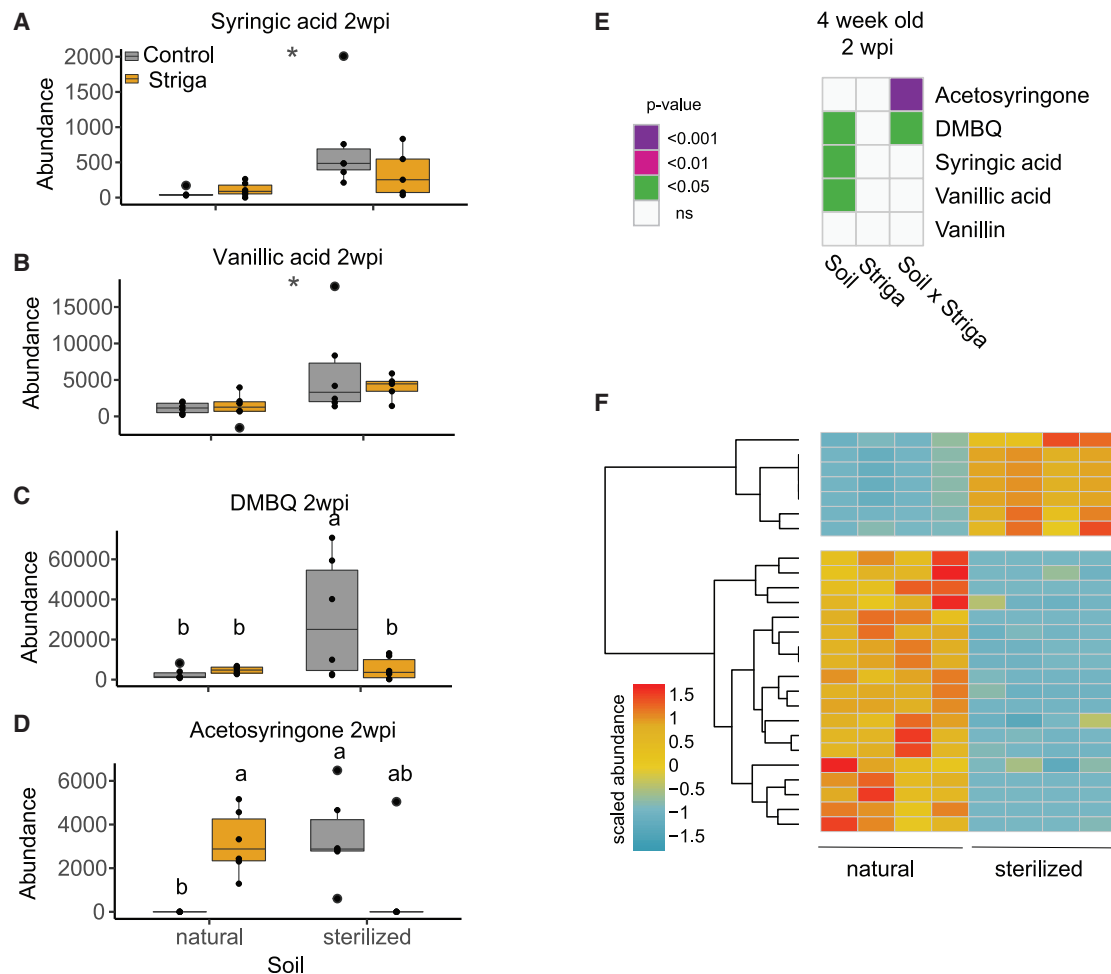 A
Syringic acid 2wpi
Control
Striga
*
Abundance
2000
1500
1000
500
0
B
Vanillic acid 2wpi
*
Abundance
15000
10000
5000
0
C
DMBQ 2wpi
a
b
b
b
Abundance
60000
40000
20000
0
D
Acetosyringone 2wpi
a
a
ab
b
Abundance
6000
4000
2000
0
natural
sterilized
Soil
E
4 week old
2 wpi
p-value
<0.001
<0.01
<0.05
ns
Acetosyringone
DMBQ
Syringic acid
Vanillic acid
Vanillin
Soil
Striga
Soil x Striga
F
scaled abundance
1.5
1
0.5
0
−0.5
−1
−1.5
natural
sterilized